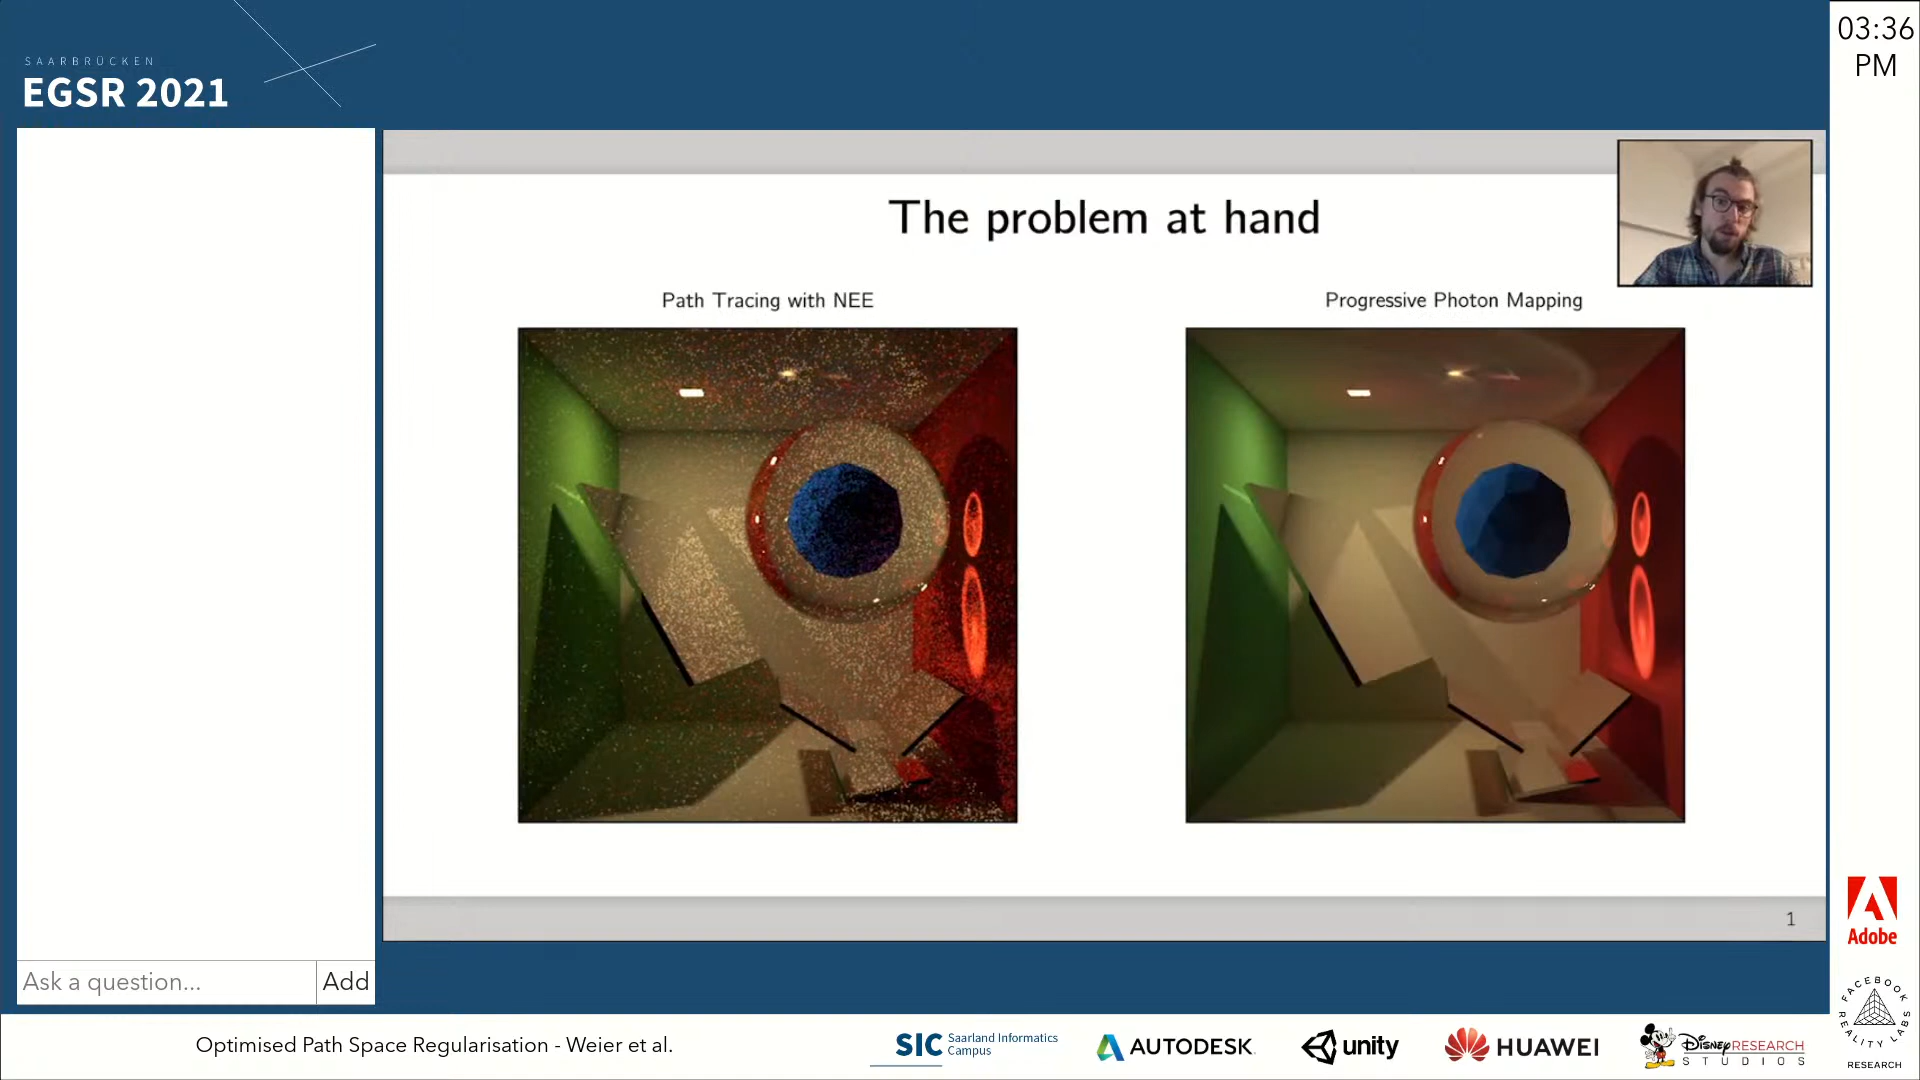 SAARBRÜCKEN
EGSR 2021
03:36
PM
The problem at hand
Path Tracing with NEE
Progressive Photon Mapping
1
Ask a question...
Add
Optimised Path Space Regularisation - Weier et al.
SIC Saarland Informatics
Campus
AUTODESK
unity
HUAWEI
DISNEY RESEARCH
STUDIOS
Adobe
FACEBOOK
REALITY LABS
RESEARCH